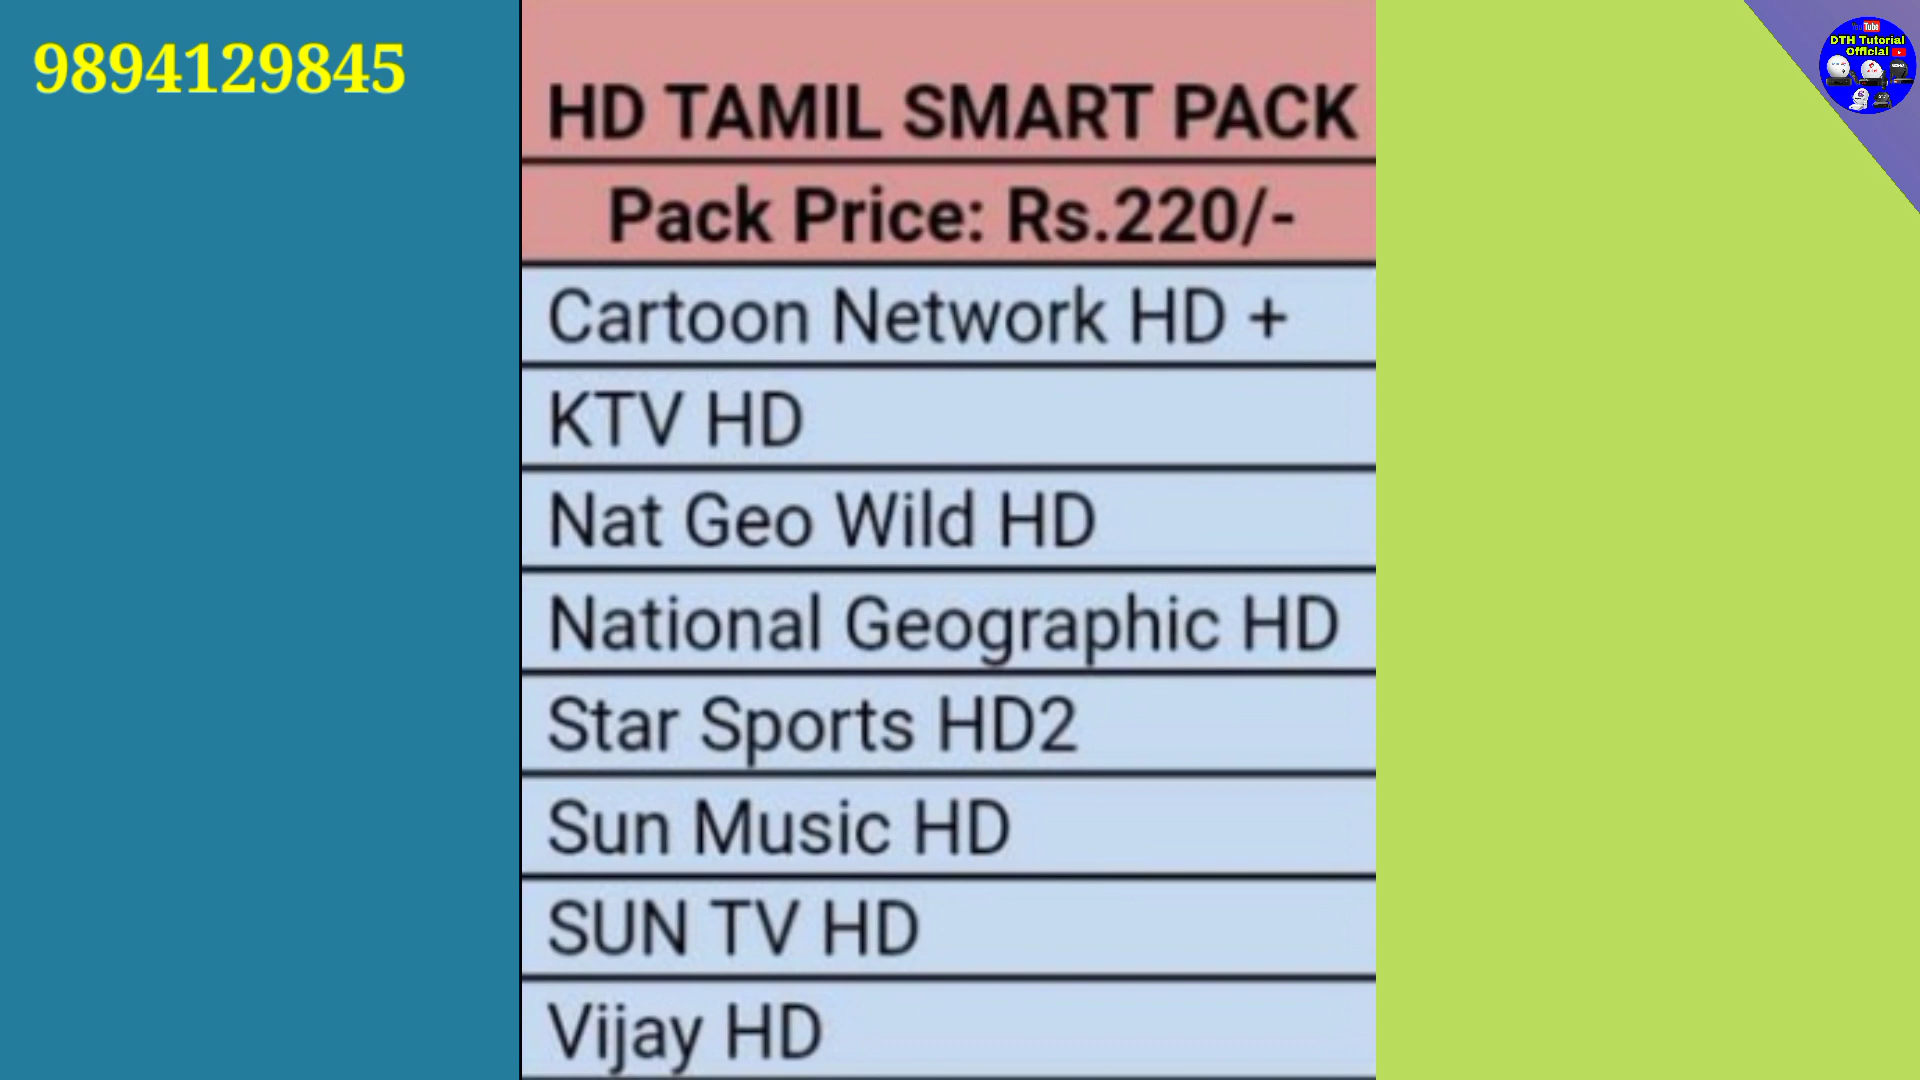 9894129845
HD TAMIL SMART PACK
Pack Price: Rs.220/-
Cartoon Network HD +
KTV HD
Nat Geo Wild HD
National Geographic HD
Star Sports HD2
Sun Music HD
SUN TV HD
Vijay HD
YouTube
DTH Tutorial
Official